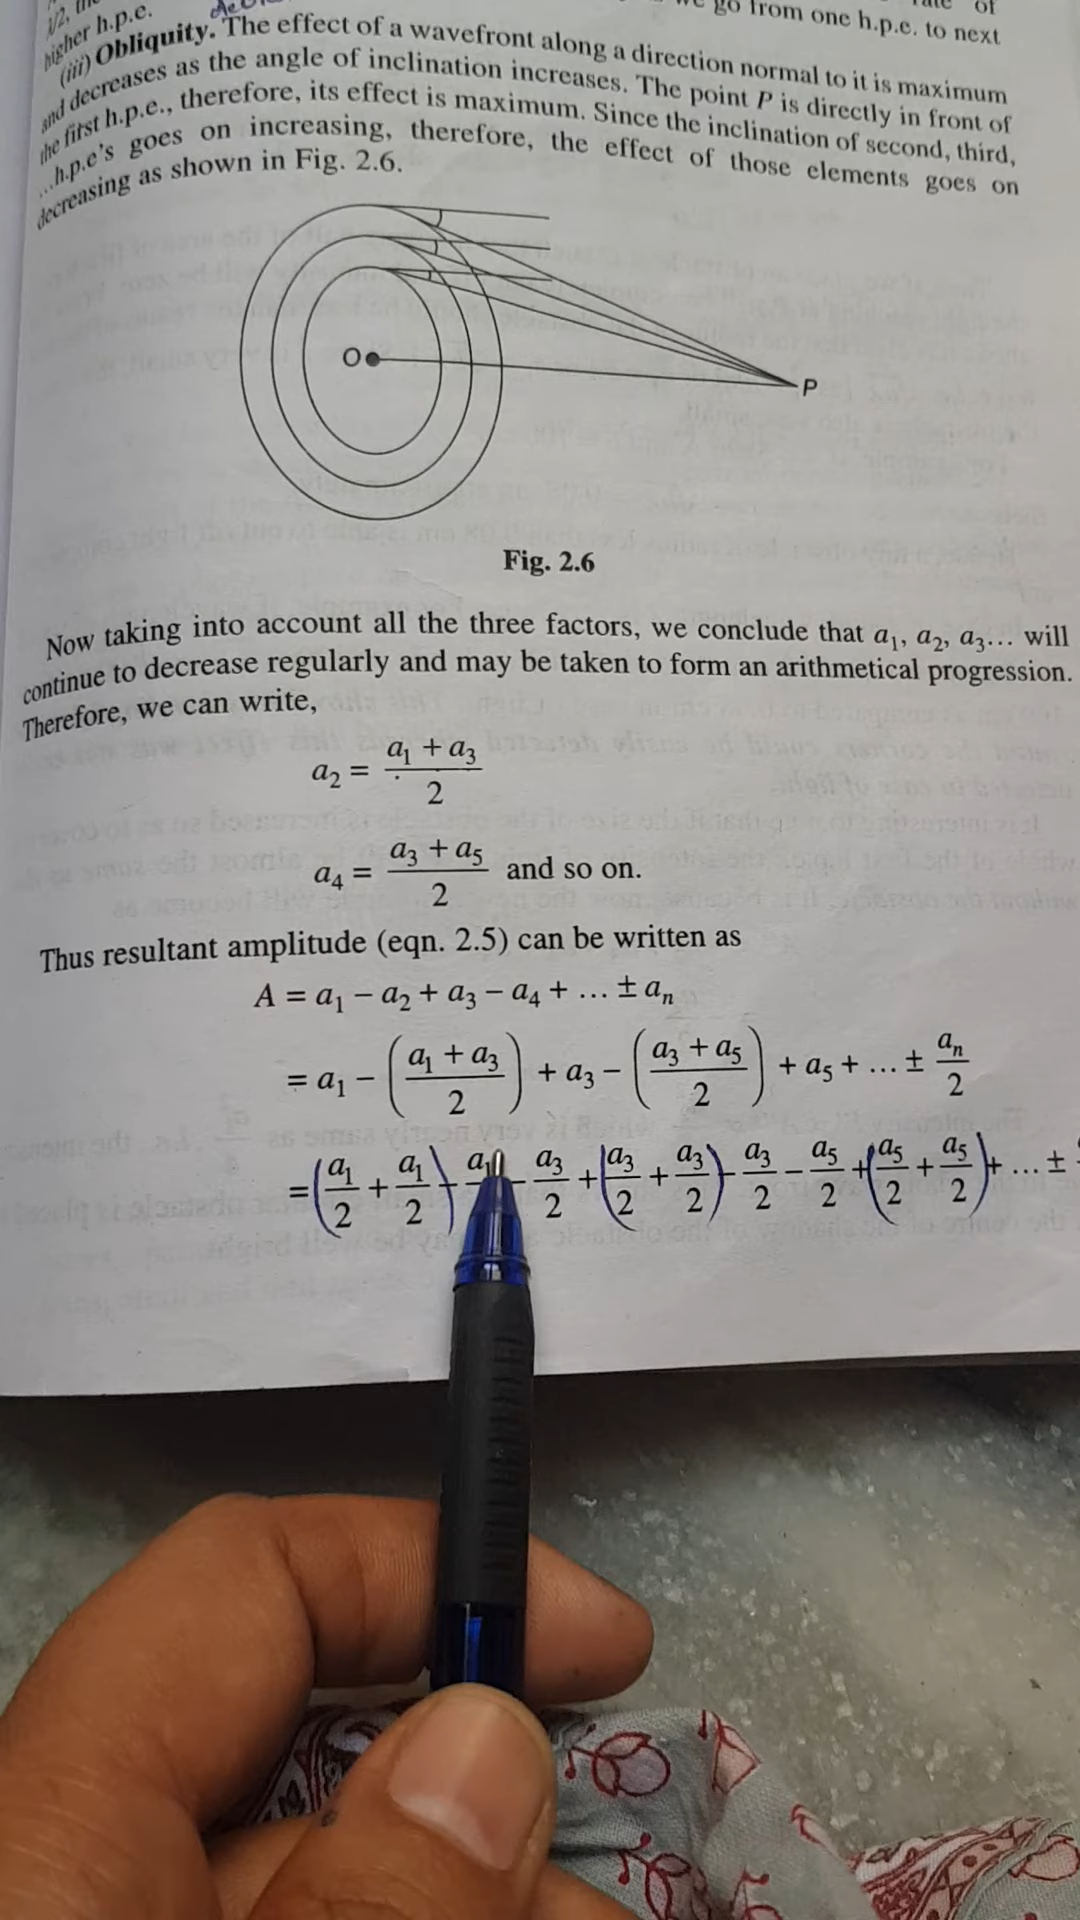 we go from one h.p.e. to next
higher h.p.e.
(iii) Obliquity. The effect of a wavefront along a direction normal to it is maximum
and decreases as the angle of inclination increases. The point P is directly in front of
the first h.p.e., therefore, its effect is maximum. Since the inclination of second, third,
...h.p.e's goes on increasing, therefore, the effect of those elements goes on
decreasing as shown in Fig. 2.6.
O
P
Fig. 2.6
Now taking into account all the three factors, we conclude that a₁, a₂, a₃... will
continue to decrease regularly and may be taken to form an arithmetical progression.
Therefore, we can write,
a₂ = (a₁ + a₃)/2
a₄ = (a₃ + a₅)/2 and so on.
Thus resultant amplitude (eqn. 2.5) can be written as
A = a₁ − a₂ + a₃ − a₄ + ... ± aₙ
= a₁ − ((a₁ + a₃)/2) + a₃ − ((a₃ + a₅)/2) + a₅ + ... ± aₙ/2
= (a₁/2 + a₁/2) − a₁ − a₃/2 + (a₃/2 + a₃/2) − a₃/2 − a₅/2 + (a₅/2 + a₅/2) + ... ±